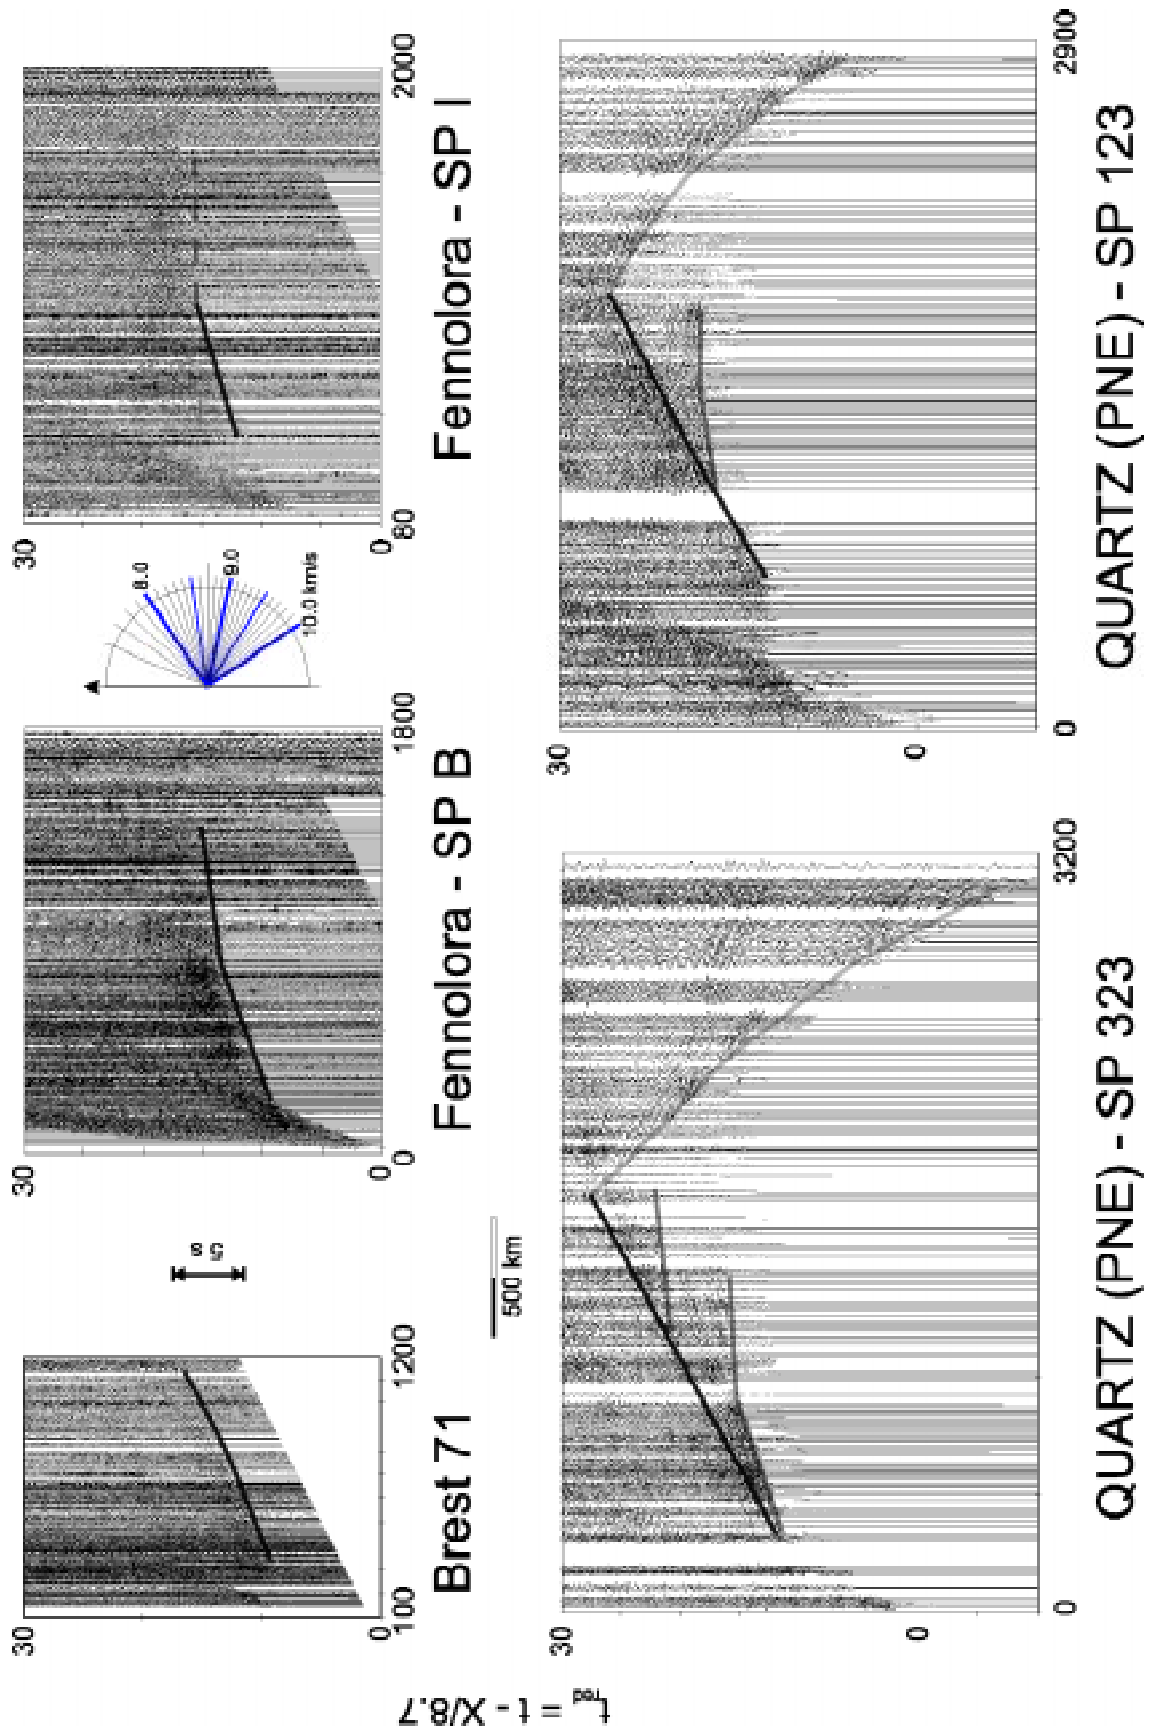 t_red = t - X/8.7
30
0
100
1200
Brest 71
5 s
500 km
30
0
0
1800
Fennolora - SP B
8.0
9.0
10.0 km/s
30
0
80
2000
Fennolora - SP I
30
0
0
3200
QUARTZ (PNE) - SP 323
30
0
0
2900
QUARTZ (PNE) - SP 123